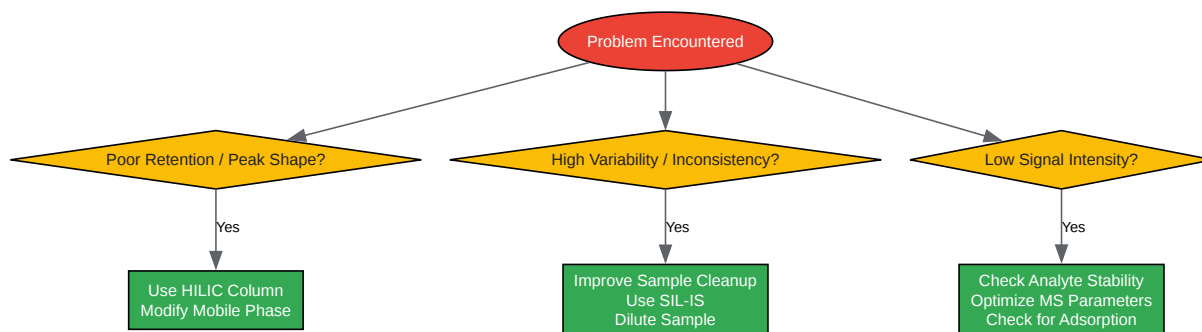 Problem Encountered
Poor Retention / Peak Shape?
High Variability / Inconsistency?
Low Signal Intensity?
Yes
Yes
Yes
Use HILIC Column
Modify Mobile Phase
Improve Sample Cleanup
Use SIL-IS
Dilute Sample
Check Analyte Stability
Optimize MS Parameters
Check for Adsorption